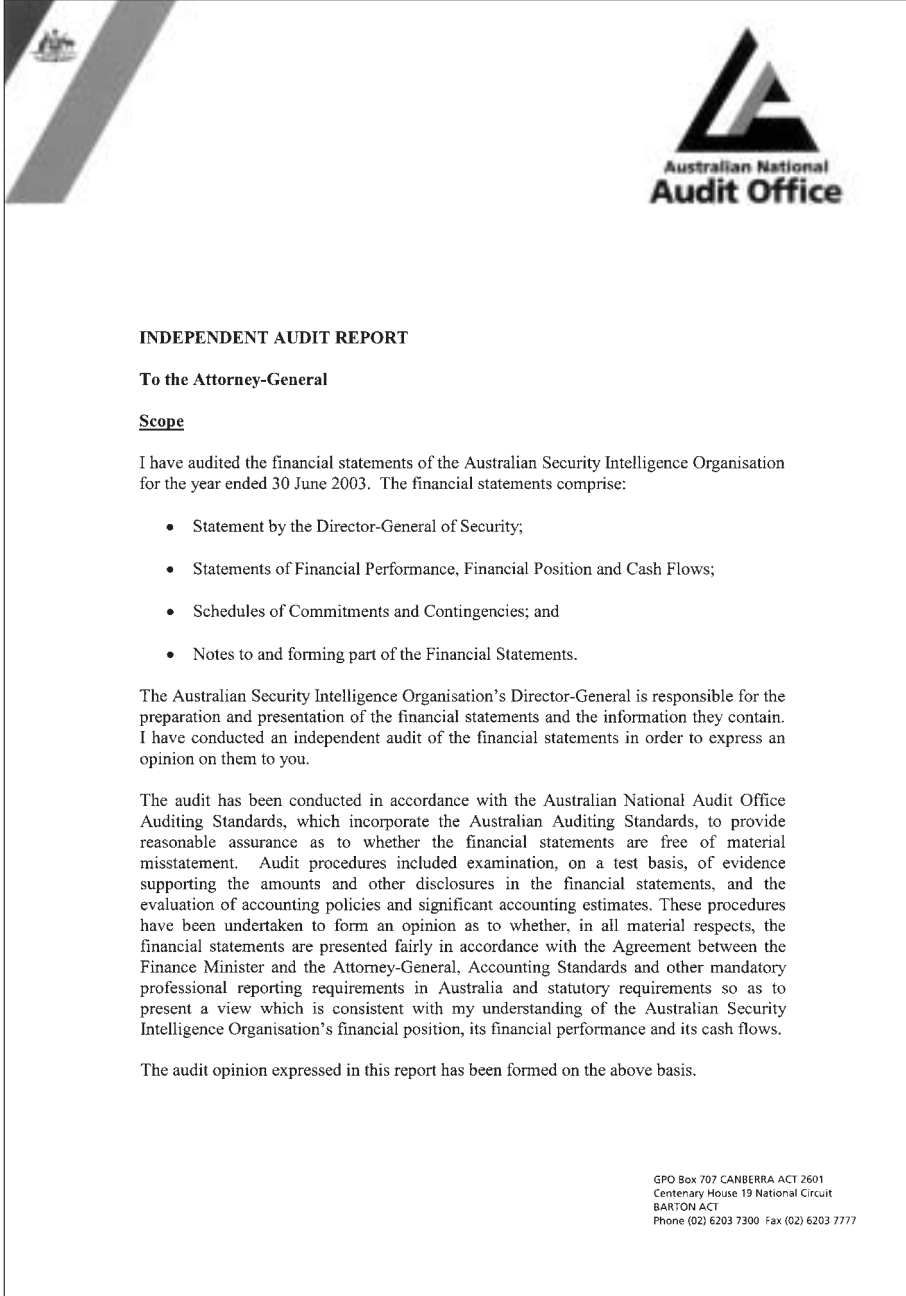 Australian National
Audit Office
INDEPENDENT AUDIT REPORT
To the Attorney-General
Scope
I have audited the financial statements of the Australian Security Intelligence Organisation
for the year ended 30 June 2003. The financial statements comprise:
• Statement by the Director-General of Security;
• Statements of Financial Performance, Financial Position and Cash Flows;
• Schedules of Commitments and Contingencies; and
• Notes to and forming part of the Financial Statements.
The Australian Security Intelligence Organisation's Director-General is responsible for the
preparation and presentation of the financial statements and the information they contain.
I have conducted an independent audit of the financial statements in order to express an
opinion on them to you.
The audit has been conducted in accordance with the Australian National Audit Office
Auditing Standards, which incorporate the Australian Auditing Standards, to provide
reasonable assurance as to whether the financial statements are free of material
misstatement. Audit procedures included examination, on a test basis, of evidence
supporting the amounts and other disclosures in the financial statements, and the
evaluation of accounting policies and significant accounting estimates. These procedures
have been undertaken to form an opinion as to whether, in all material respects, the
financial statements are presented fairly in accordance with the Agreement between the
Finance Minister and the Attorney-General, Accounting Standards and other mandatory
professional reporting requirements in Australia and statutory requirements so as to
present a view which is consistent with my understanding of the Australian Security
Intelligence Organisation's financial position, its financial performance and its cash flows.
The audit opinion expressed in this report has been formed on the above basis.
GPO Box 707 CANBERRA ACT 2601
Centenary House 19 National Circuit
BARTON ACT
Phone (02) 6203 7300 Fax (02) 6203 7777